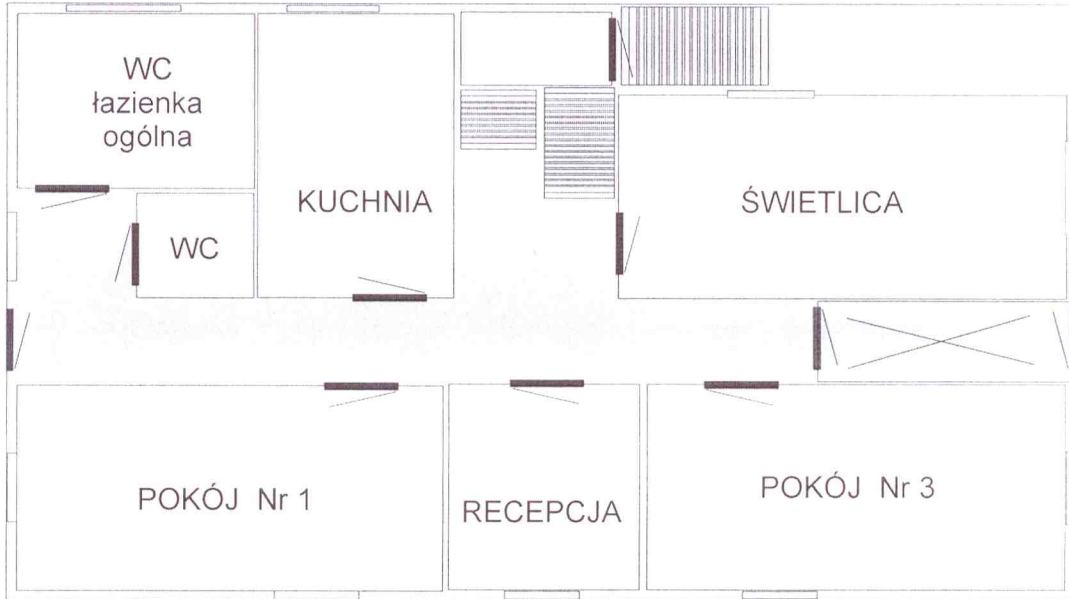 WC
łazienka
ogólna
KUCHNIA
ŚWIETLICA
WC
POKÓJ Nr 1
RECEPCJA
POKÓJ Nr 3